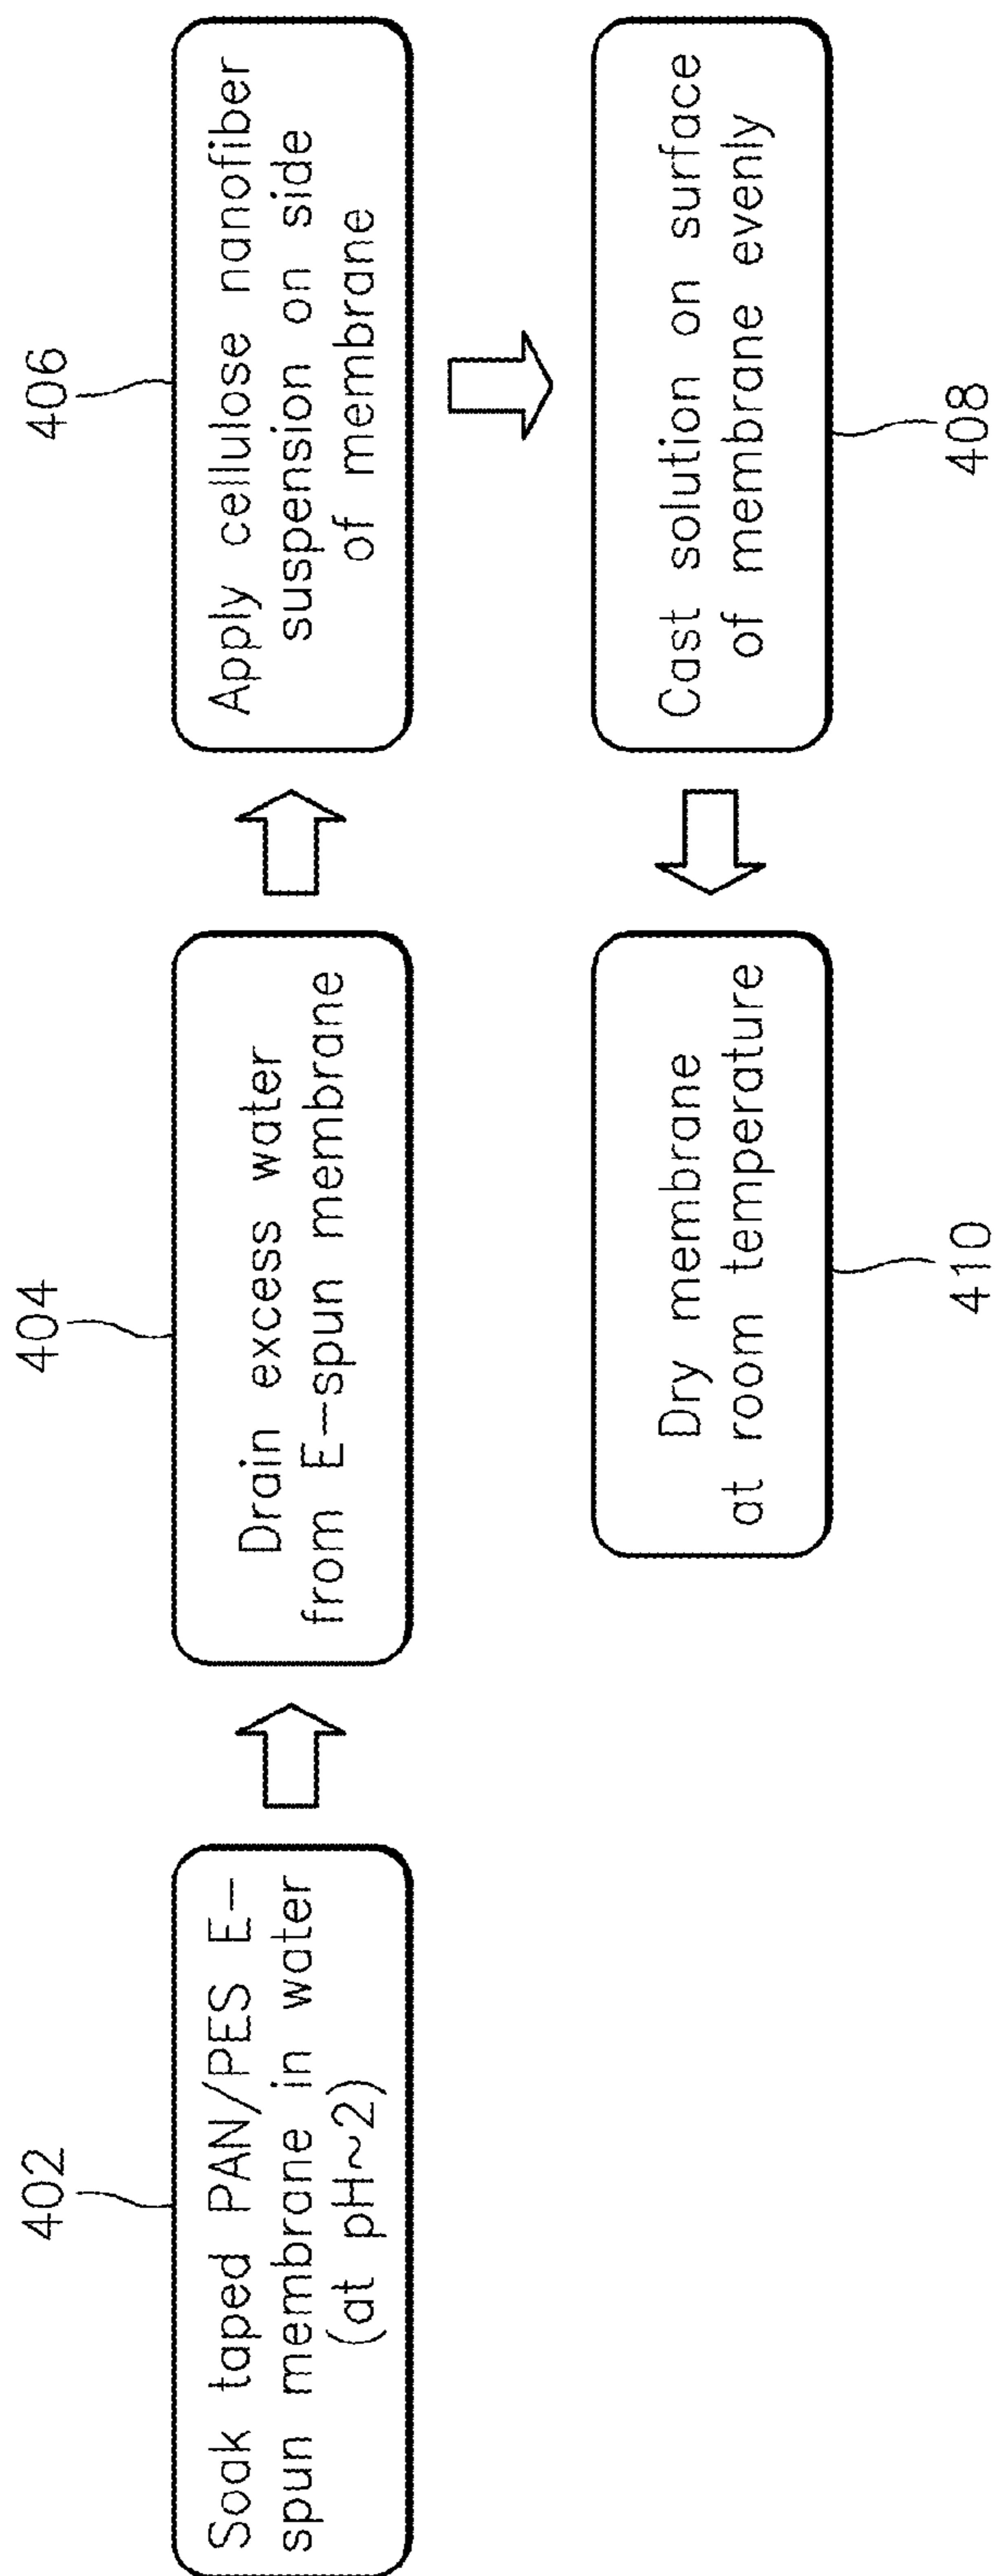 402
Soak taped PAN/PES E-
spun membrane in water
(at pH~2)
404
Drain excess water
from E-spun membrane
406
Apply cellulose nanofiber
suspension on side
of membrane
Cast solution on surface
of membrane evenly
408
Dry membrane
at room temperature
410